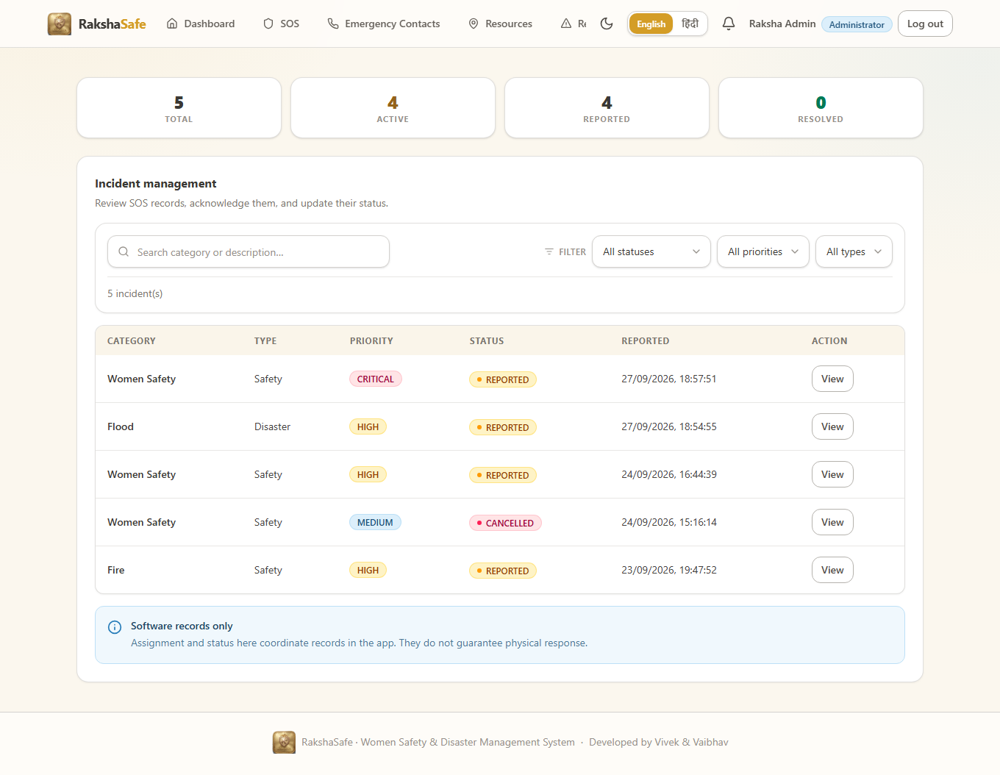 RakshaSafe Dashboard SOS Emergency Contacts Resources English हिंदी Raksha Admin Administrator Log out
5 4 4 0
TOTAL ACTIVE REPORTED RESOLVED
Incident management
Review SOS records, acknowledge them, and update their status.
Search category or description... FILTER All statuses All priorities All types
5 incident(s)
CATEGORY TYPE PRIORITY STATUS REPORTED ACTION
Women Safety Safety CRITICAL REPORTED 27/09/2026, 18:57:51 View
Flood Disaster HIGH REPORTED 27/09/2026, 18:54:55 View
Women Safety Safety HIGH REPORTED 24/09/2026, 16:44:39 View
Women Safety Safety MEDIUM CANCELLED 24/09/2026, 15:16:14 View
Fire Safety HIGH REPORTED 23/09/2026, 19:47:52 View
Software records only
Assignment and status here coordinate records in the app. They do not guarantee physical response.
RakshaSafe · Women Safety & Disaster Management System · Developed by Vivek & Vaibhav